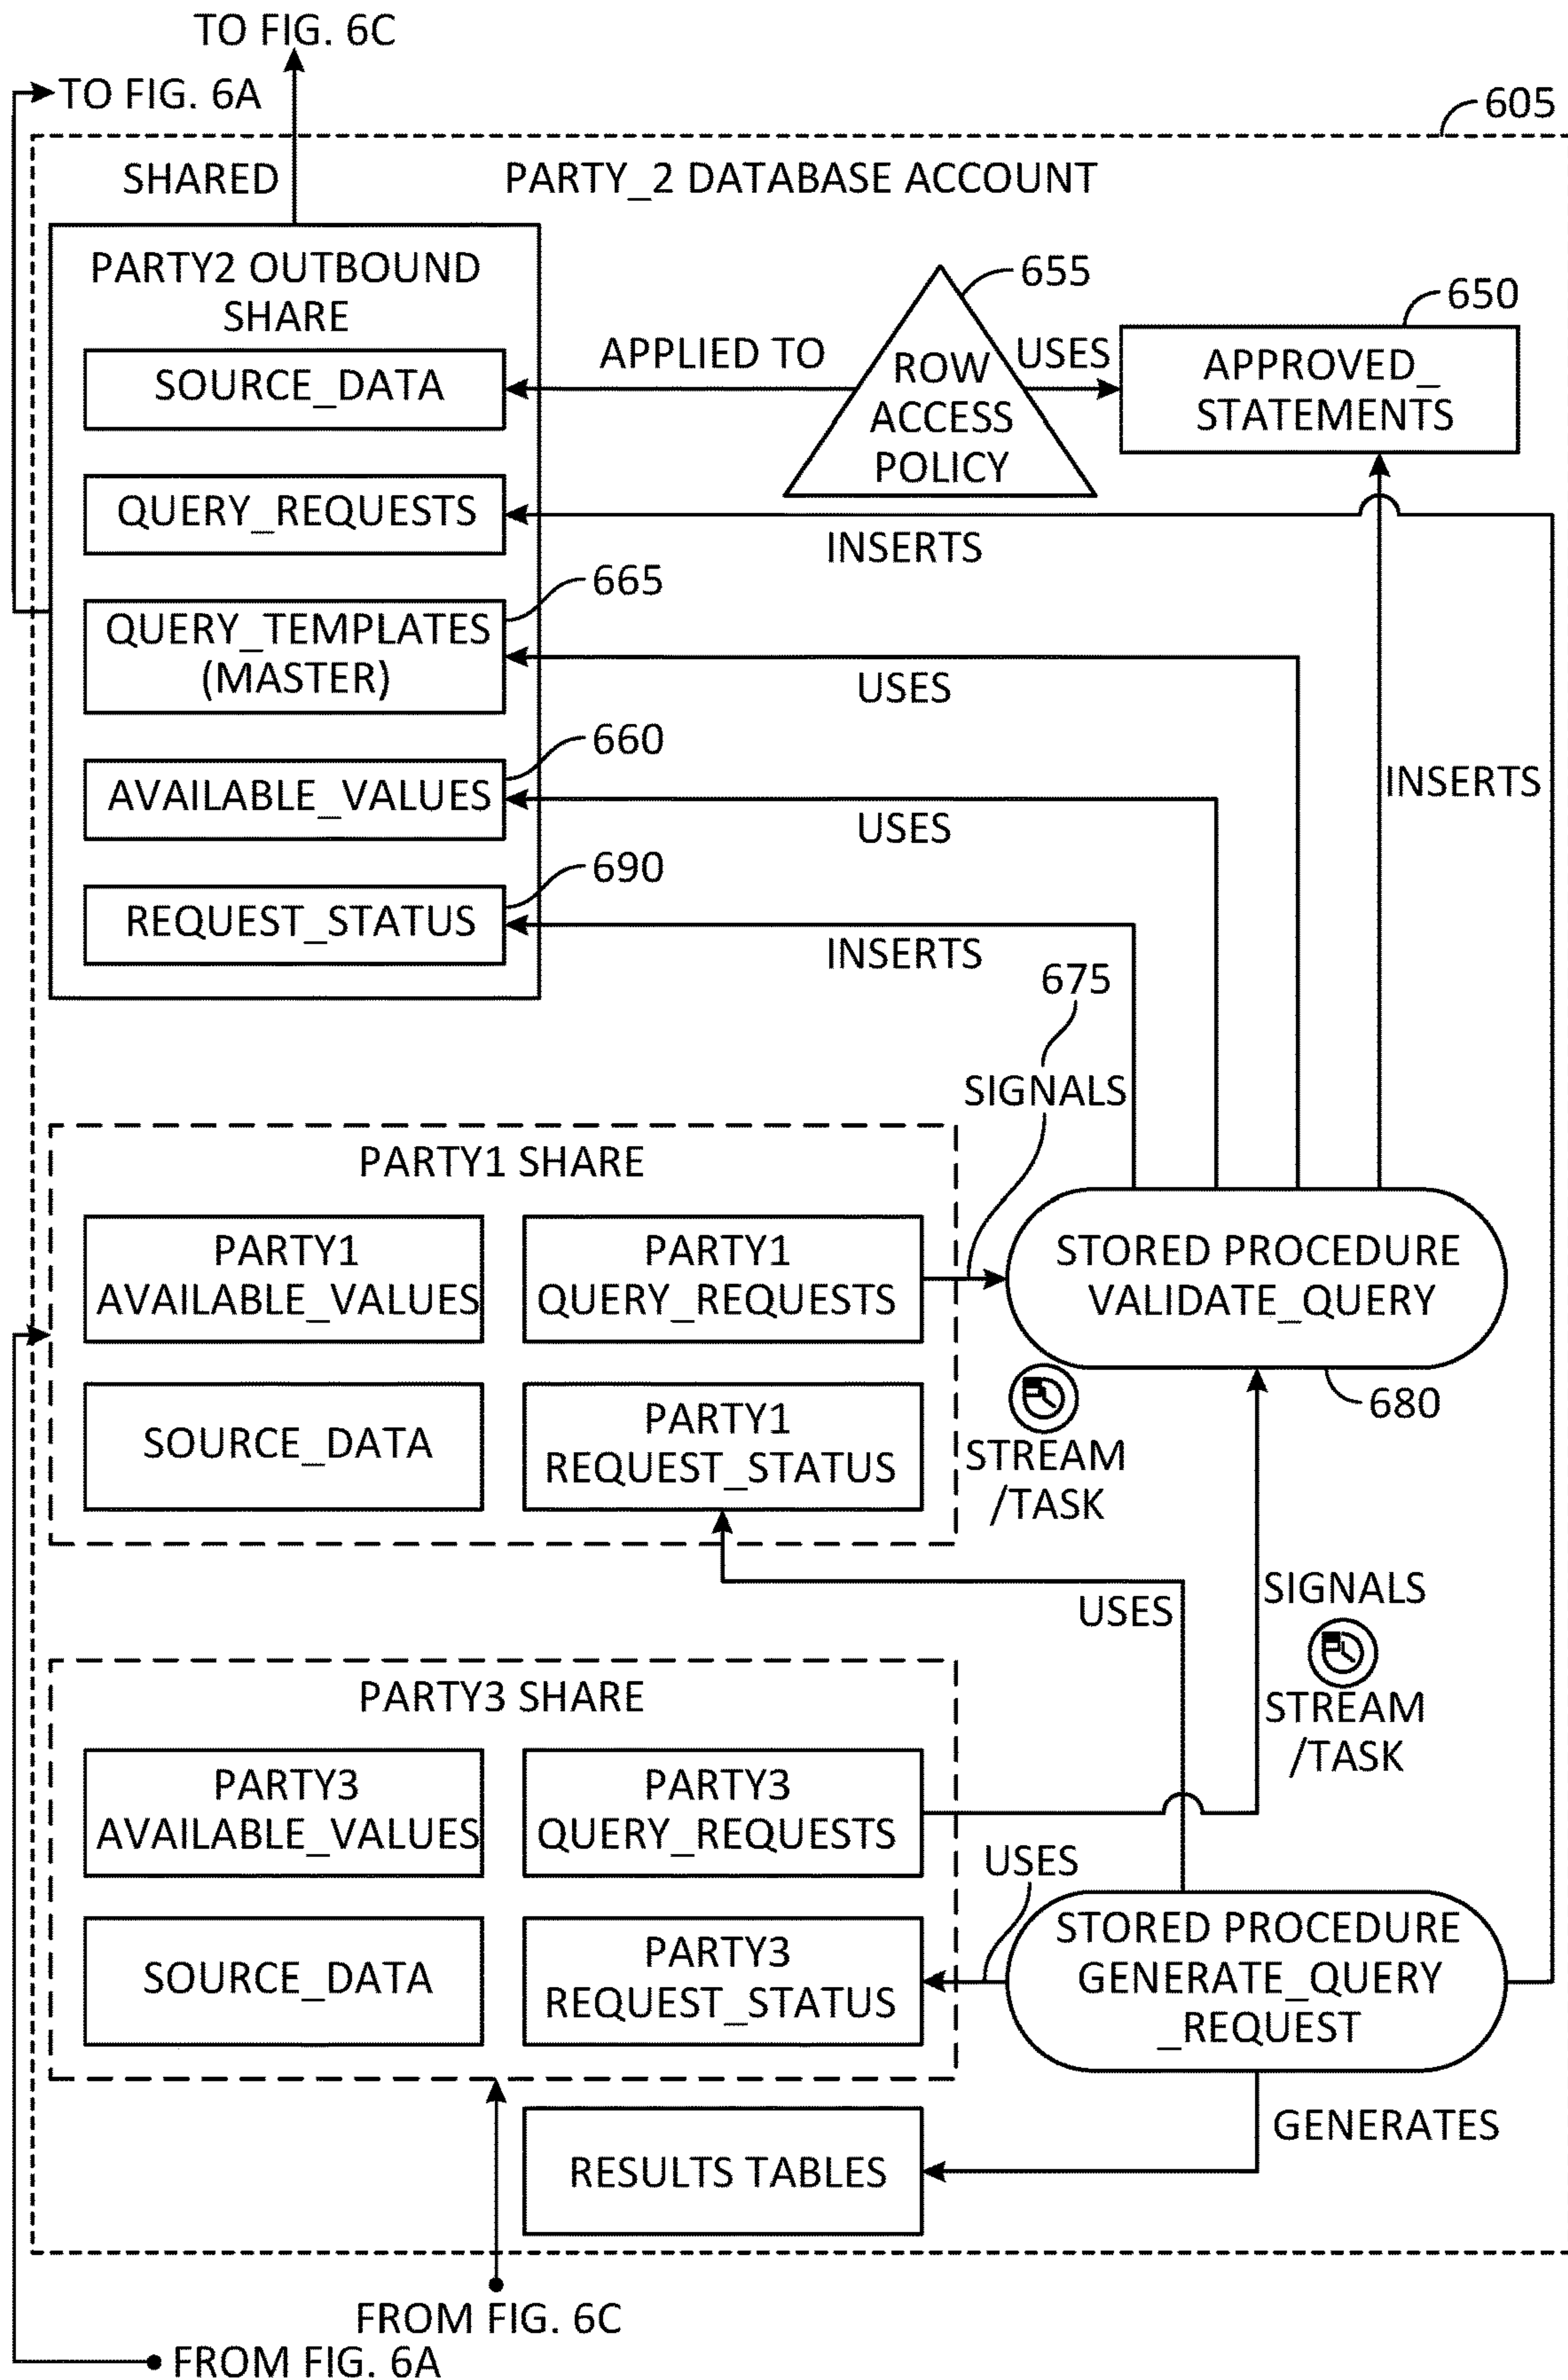 TO FIG. 6C
TO FIG. 6A
605
SHARED
PARTY_2 DATABASE ACCOUNT
PARTY2 OUTBOUND
SHARE
655
650
SOURCE_DATA
APPLIED TO
ROW
ACCESS
POLICY
USES
APPROVED_
STATEMENTS
QUERY_REQUESTS
INSERTS
665
QUERY_TEMPLATES
(MASTER)
USES
660
AVAILABLE_VALUES
USES
INSERTS
690
REQUEST_STATUS
INSERTS
675
SIGNALS
PARTY1 SHARE
PARTY1
AVAILABLE_VALUES
PARTY1
QUERY_REQUESTS
STORED PROCEDURE
VALIDATE_QUERY
680
SOURCE_DATA
PARTY1
REQUEST_STATUS
STREAM
/TASK
USES
SIGNALS
STREAM
/TASK
PARTY3 SHARE
PARTY3
AVAILABLE_VALUES
PARTY3
QUERY_REQUESTS
USES
SOURCE_DATA
PARTY3
REQUEST_STATUS
STORED PROCEDURE
GENERATE_QUERY
_REQUEST
GENERATES
RESULTS TABLES
FROM FIG. 6C
FROM FIG. 6A